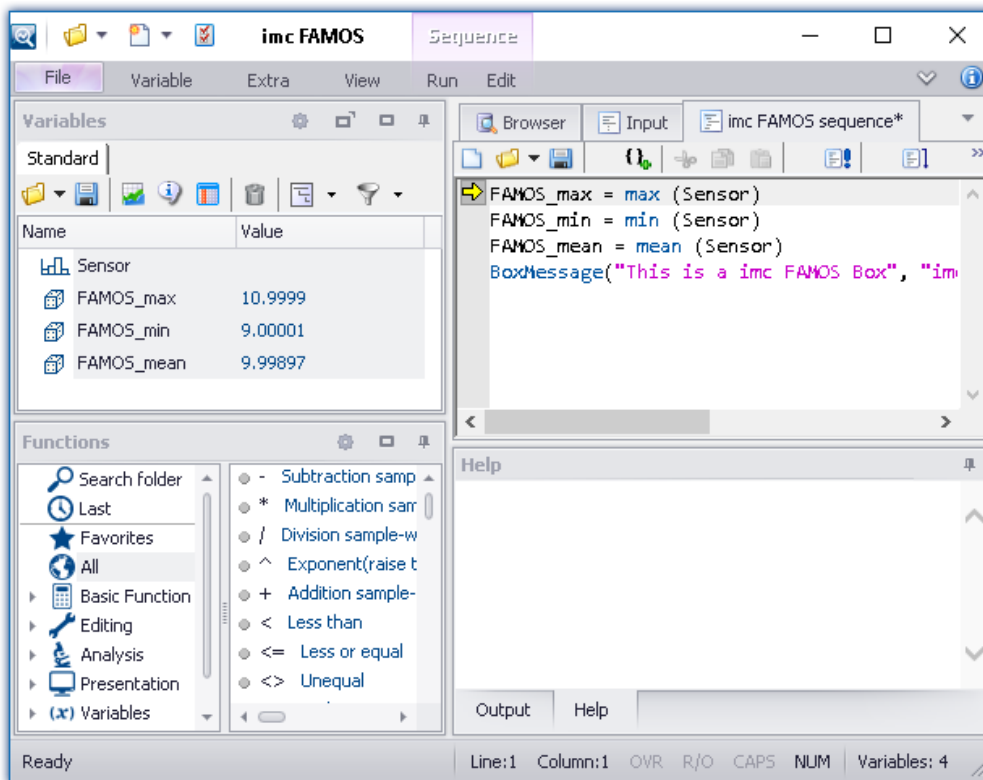 imc FAMOS
Sequence
File Variable Extra View Run Edit
Variables
Standard
Name Value
Sensor
FAMOS_max 10.9999
FAMOS_min 9.00001
FAMOS_mean 9.99897
Browser Input imc FAMOS sequence*
FAMOS_max = max (Sensor)
FAMOS_min = min (Sensor)
FAMOS_mean = mean (Sensor)
BoxMessage("This is a imc FAMOS Box", "im
Functions
Search folder
Last
Favorites
All
Basic Function
Editing
Analysis
Presentation
(x) Variables
- Subtraction samp
* Multiplication sam
/ Division sample-w
^ Exponent(raise t
+ Addition sample-
< Less than
<= Less or equal
<> Unequal
Help
Output Help
Ready
Line:1 Column:1 OVR R/O CAPS NUM Variables: 4